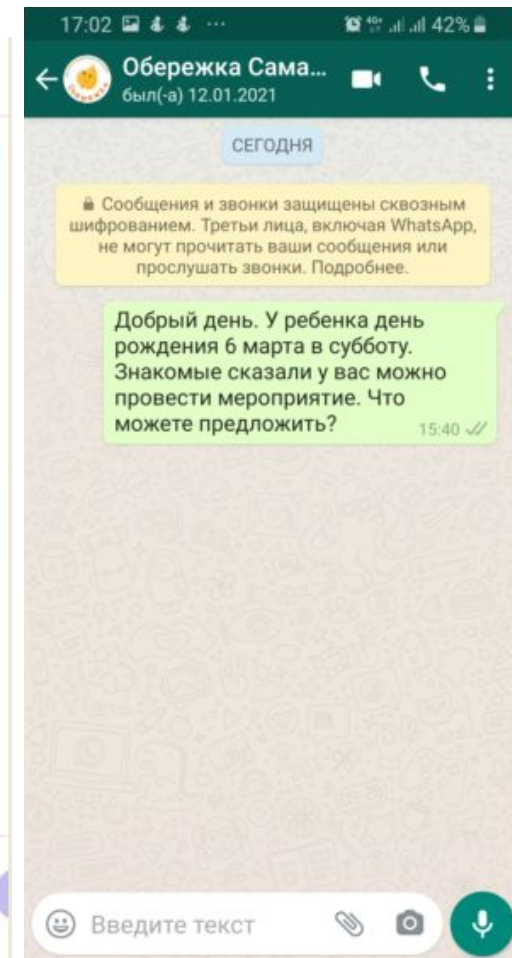 17:02 ... 42%
Обережка Сама...
был(-а) 12.01.2021
СЕГОДНЯ
Сообщения и звонки защищены сквозным
шифрованием. Третьи лица, включая WhatsApp,
не могут прочитать ваши сообщения или
прослушать звонки. Подробнее.
Добрый день. У ребенка день
рождения 6 марта в субботу.
Знакомые сказали у вас можно
провести мероприятие. Что
можете предложить?
15:40
Введите текст